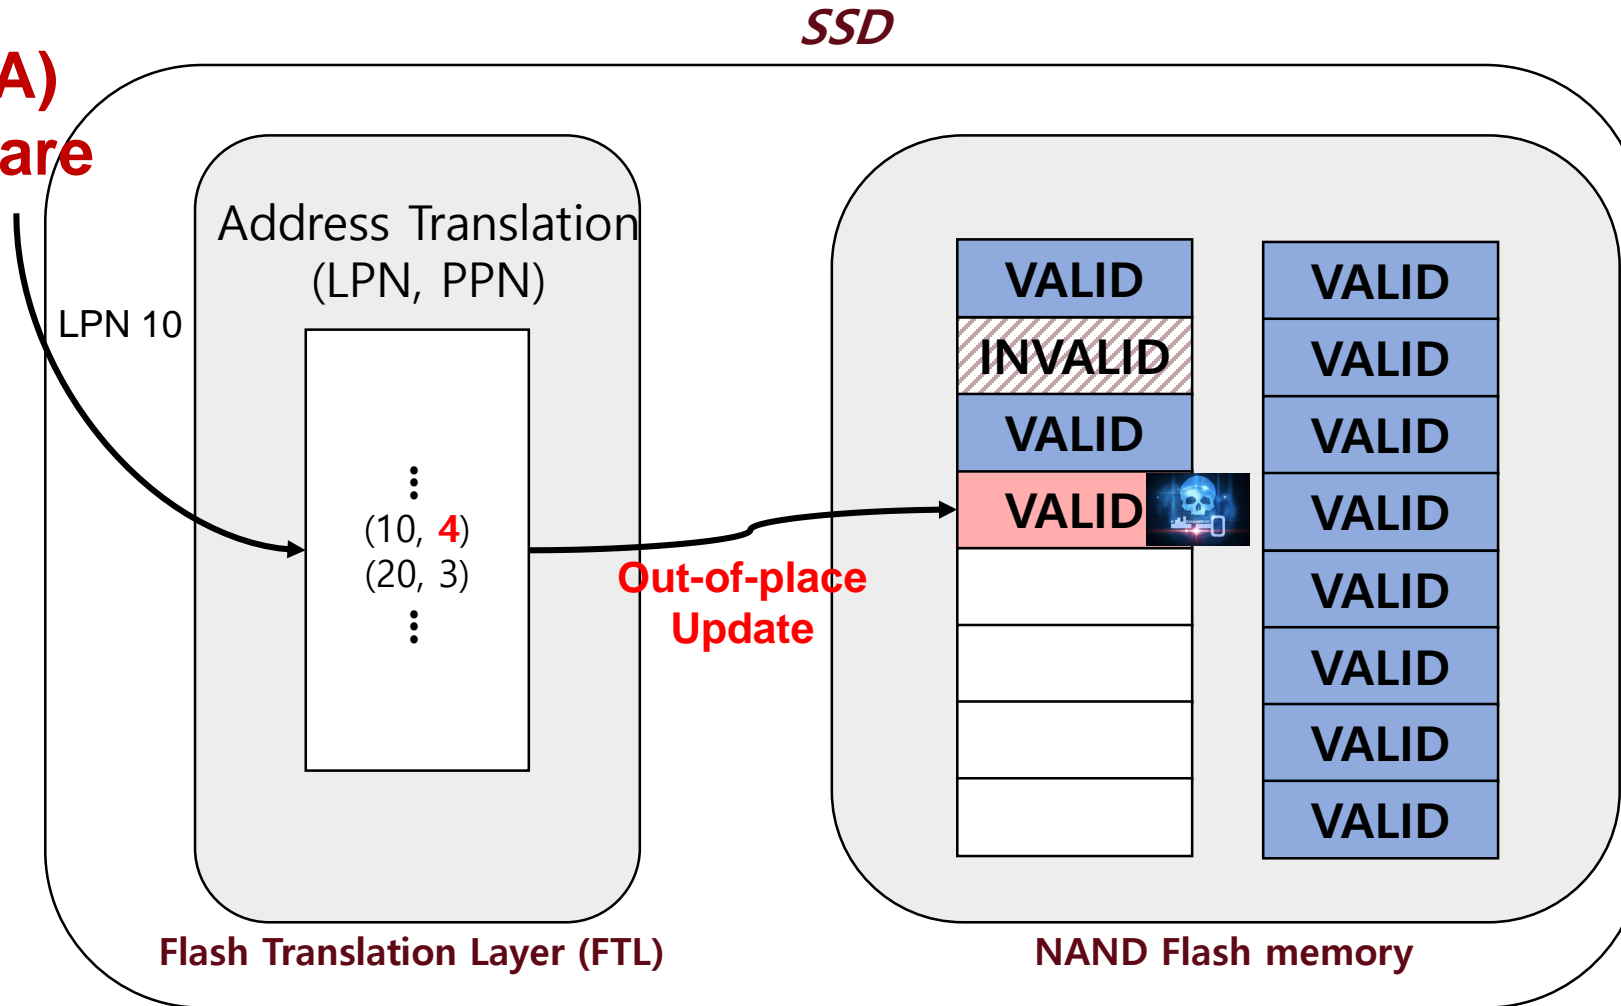 SSD
A)
are
LPN 10
Address Translation
(LPN, PPN)
(10, 4)
(20, 3)
Out-of-place
Update
VALID
INVALID
VALID
VALID
VALID
VALID
VALID
VALID
VALID
VALID
VALID
VALID
Flash Translation Layer (FTL)
NAND Flash memory